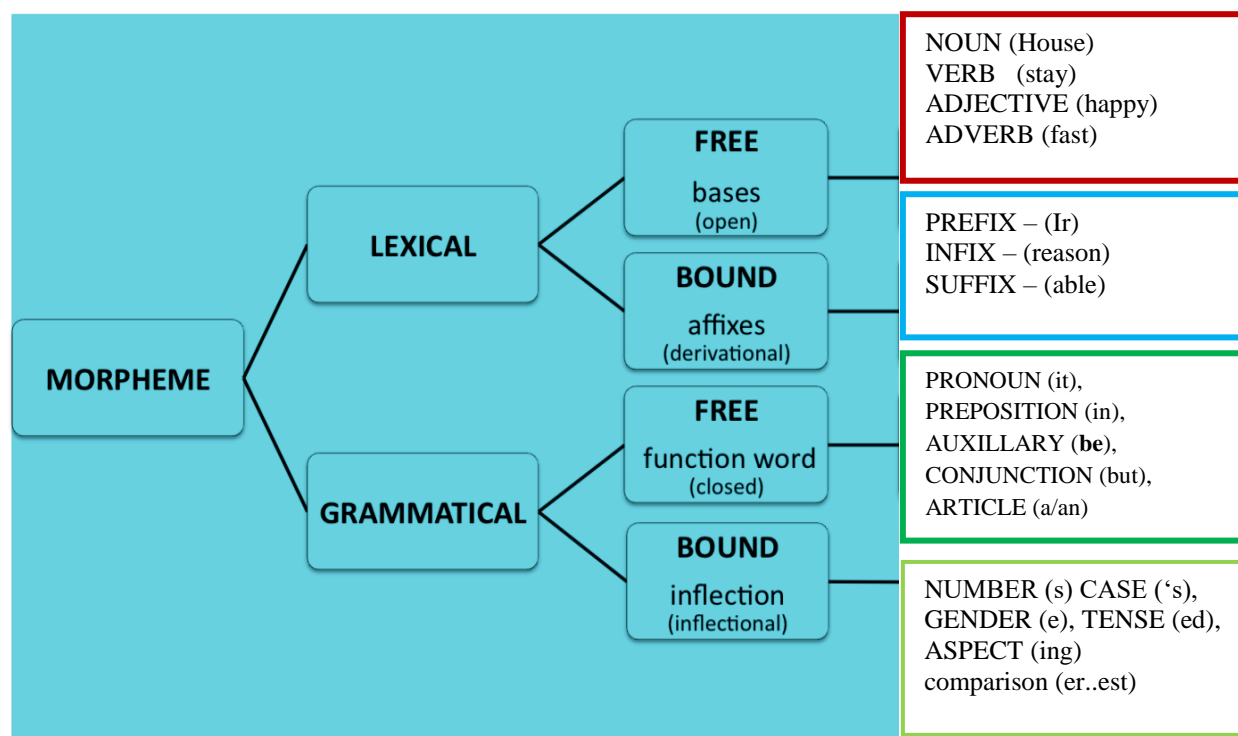 MORPHEME
LEXICAL
GRAMMATICAL
FREE
bases
(open)
BOUND
affixes
(derivational)
FREE
function word
(closed)
BOUND
inflection
(inflectional)
NOUN (House)
VERB (stay)
ADJECTIVE (happy)
ADVERB (fast)
PREFIX – (Ir)
INFIX – (reason)
SUFFIX – (able)
PRONOUN (it),
PREPOSITION (in),
AUXILLARY (be),
CONJUNCTION (but),
ARTICLE (a/an)
NUMBER (s) CASE (‘s),
GENDER (e), TENSE (ed),
ASPECT (ing)
comparison (er..est)